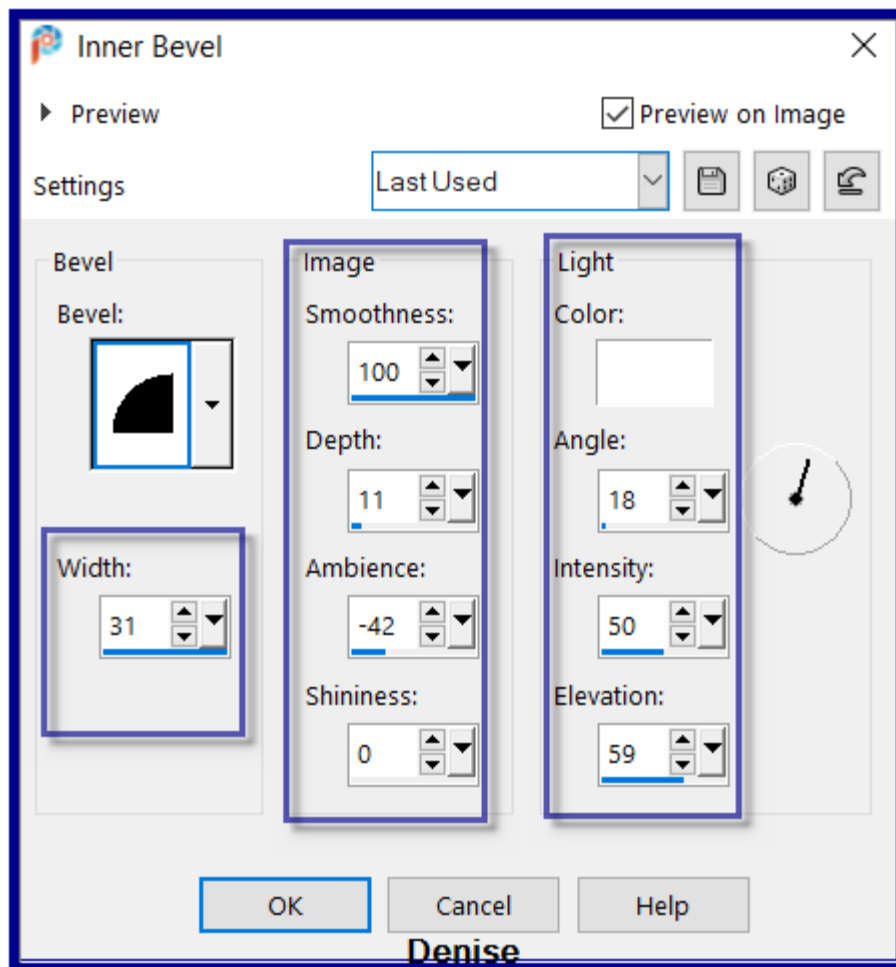 Inner Bevel
Preview
Preview on Image
Settings
Last Used
Bevel
Bevel:
Width:
31
Image
Smoothness:
100
Depth:
11
Ambience:
-42
Shininess:
0
Light
Color:
Angle:
18
Intensity:
50
Elevation:
59
OK
Cancel
Help
Denise